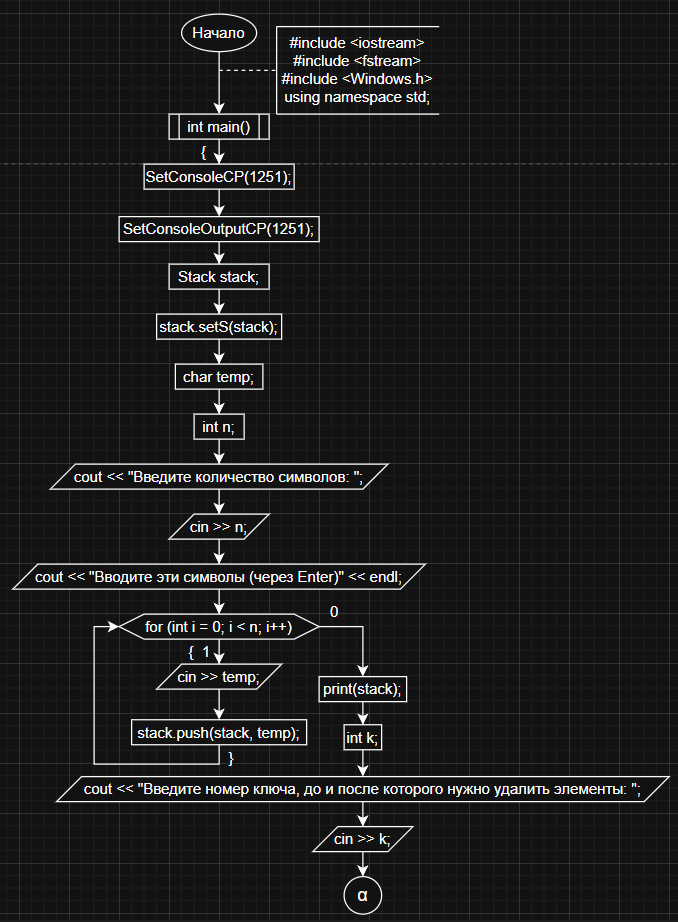 Начало
#include <iostream>
#include <fstream>
#include <Windows.h>
using namespace std;
int main()
{
SetConsoleCP(1251);
SetConsoleOutputCP(1251);
Stack stack;
stack.setS(stack);
char temp;
int n;
cout << "Введите количество символов: ";
cin >> n;
cout << "Вводите эти символы (через Enter)" << endl;
for (int i = 0; i < n; i++)
0
{ 1
cin >> temp;
stack.push(stack, temp);
}
print(stack);
int k;
cout << "Введите номер ключа, до и после которого нужно удалить элементы: ";
cin >> k;
α